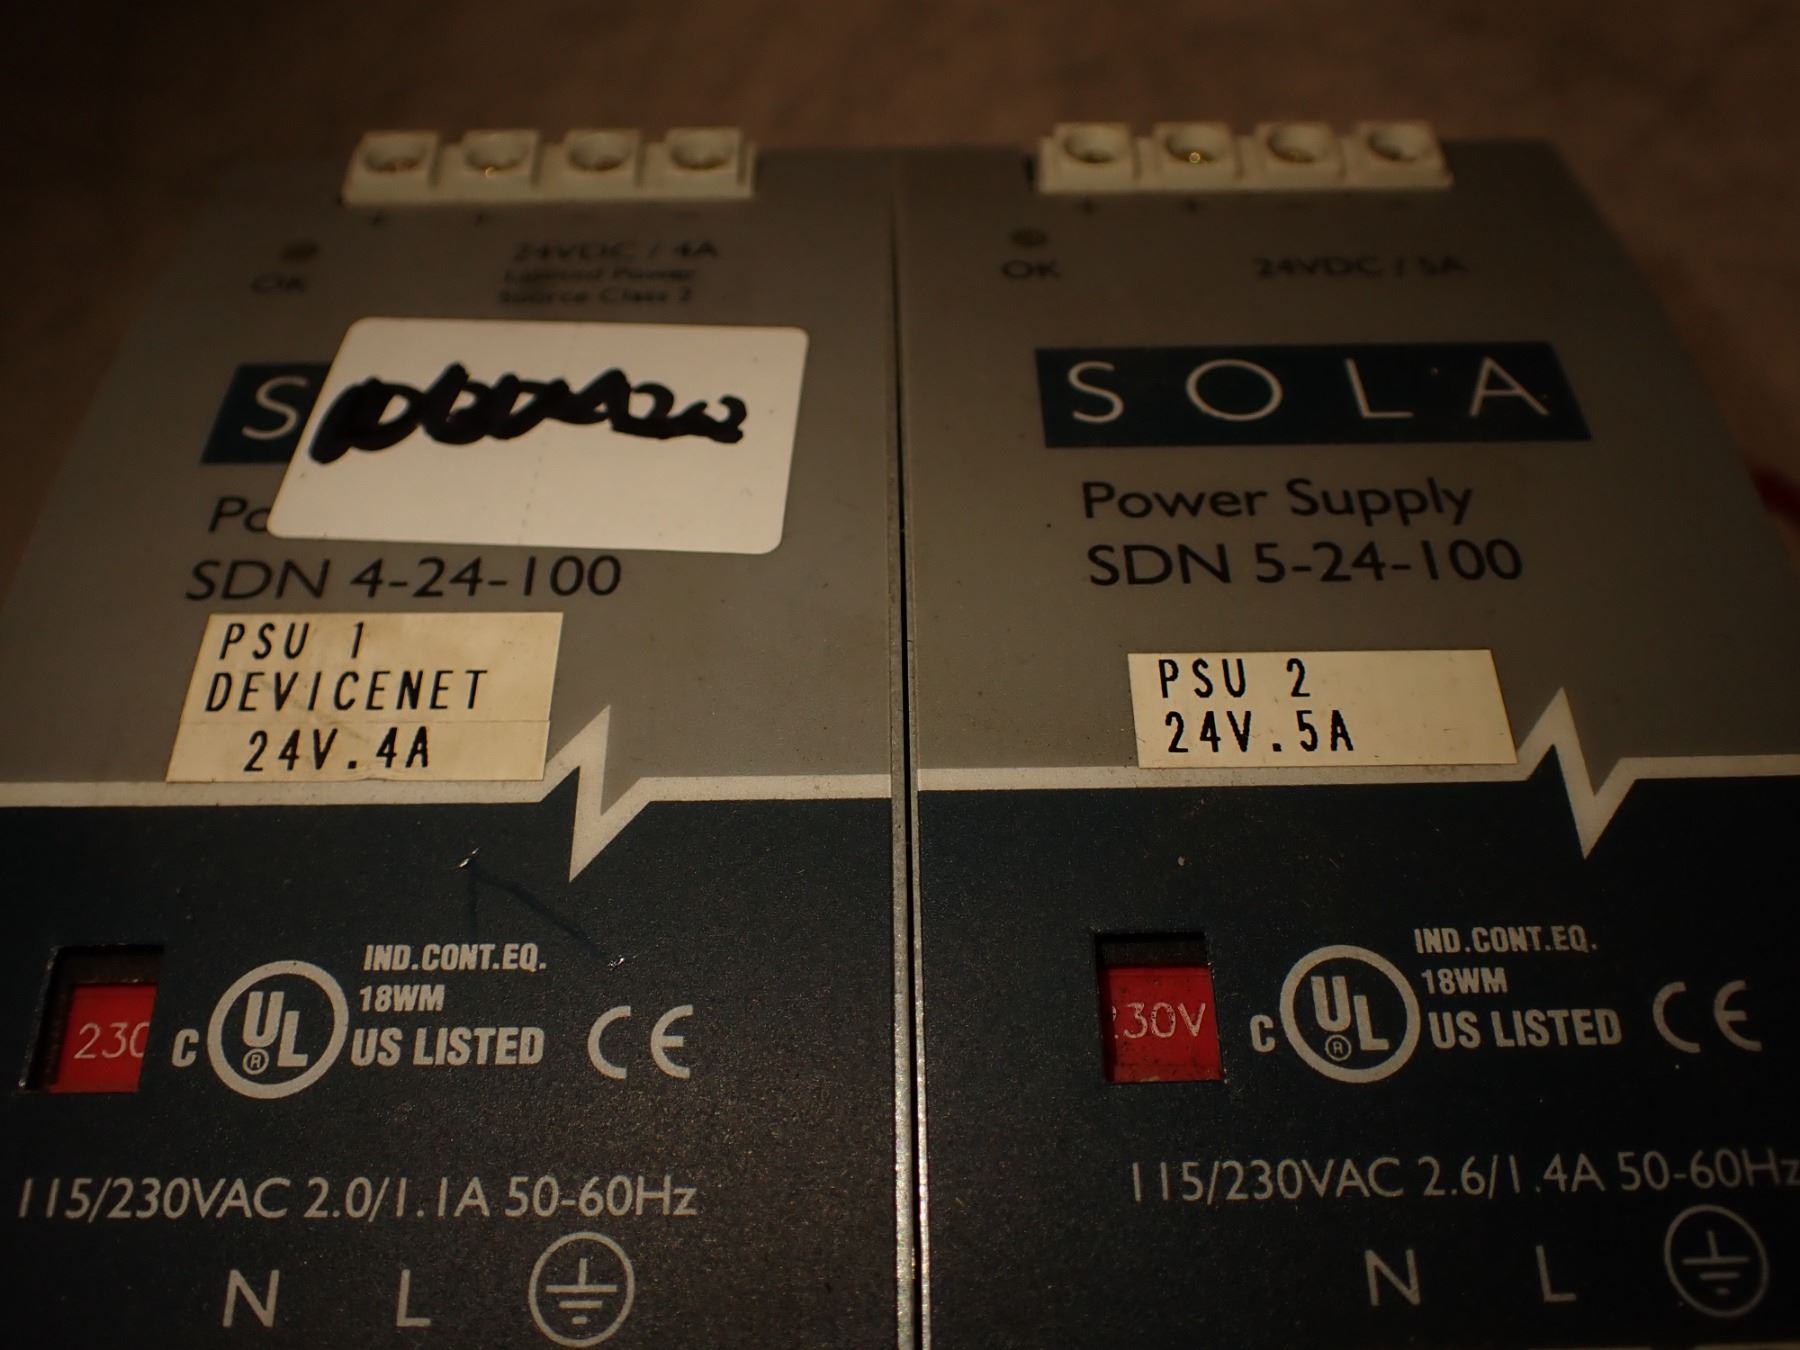 24VDC / 4A
Limited Power
Source Class 2
OK
S
Po
SDN 4-24-100
PSU 1
DEVICENET
24V.4A
230
IND.CONT.EQ.
18WM
C UL ® US LISTED CE
115/230VAC 2.0/1.1A 50-60Hz
N L
+ + - -
OK
24VDC / 5A
SOLA
Power Supply
SDN 5-24-100
PSU 2
24V.5A
30V
IND.CONT.EQ.
18WM
C UL ® US LISTED CE
115/230VAC 2.6/1.4A 50-60Hz
N L